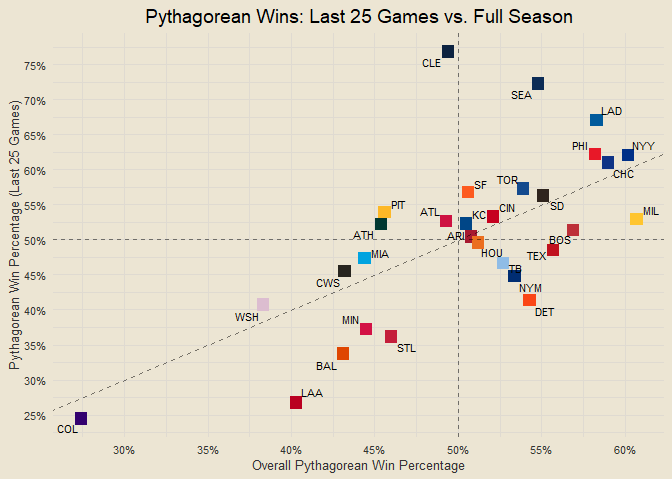 Pythagorean Wins: Last 25 Games vs. Full Season
Pythagorean Win Percentage (Last 25 Games)
75%
70%
65%
60%
55%
50%
45%
40%
35%
30%
25%
CLE
SEA
LAD
PHI
NYY
CHC
TOR
SF
SD
PIT
ATL
KC
CIN
MIL
ATH
ARI
BOS
HOU
TEX
MIA
TB
CWS
NYM
WSH
DET
MIN
STL
BAL
LAA
COL
30%
35%
40%
45%
50%
55%
60%
Overall Pythagorean Win Percentage